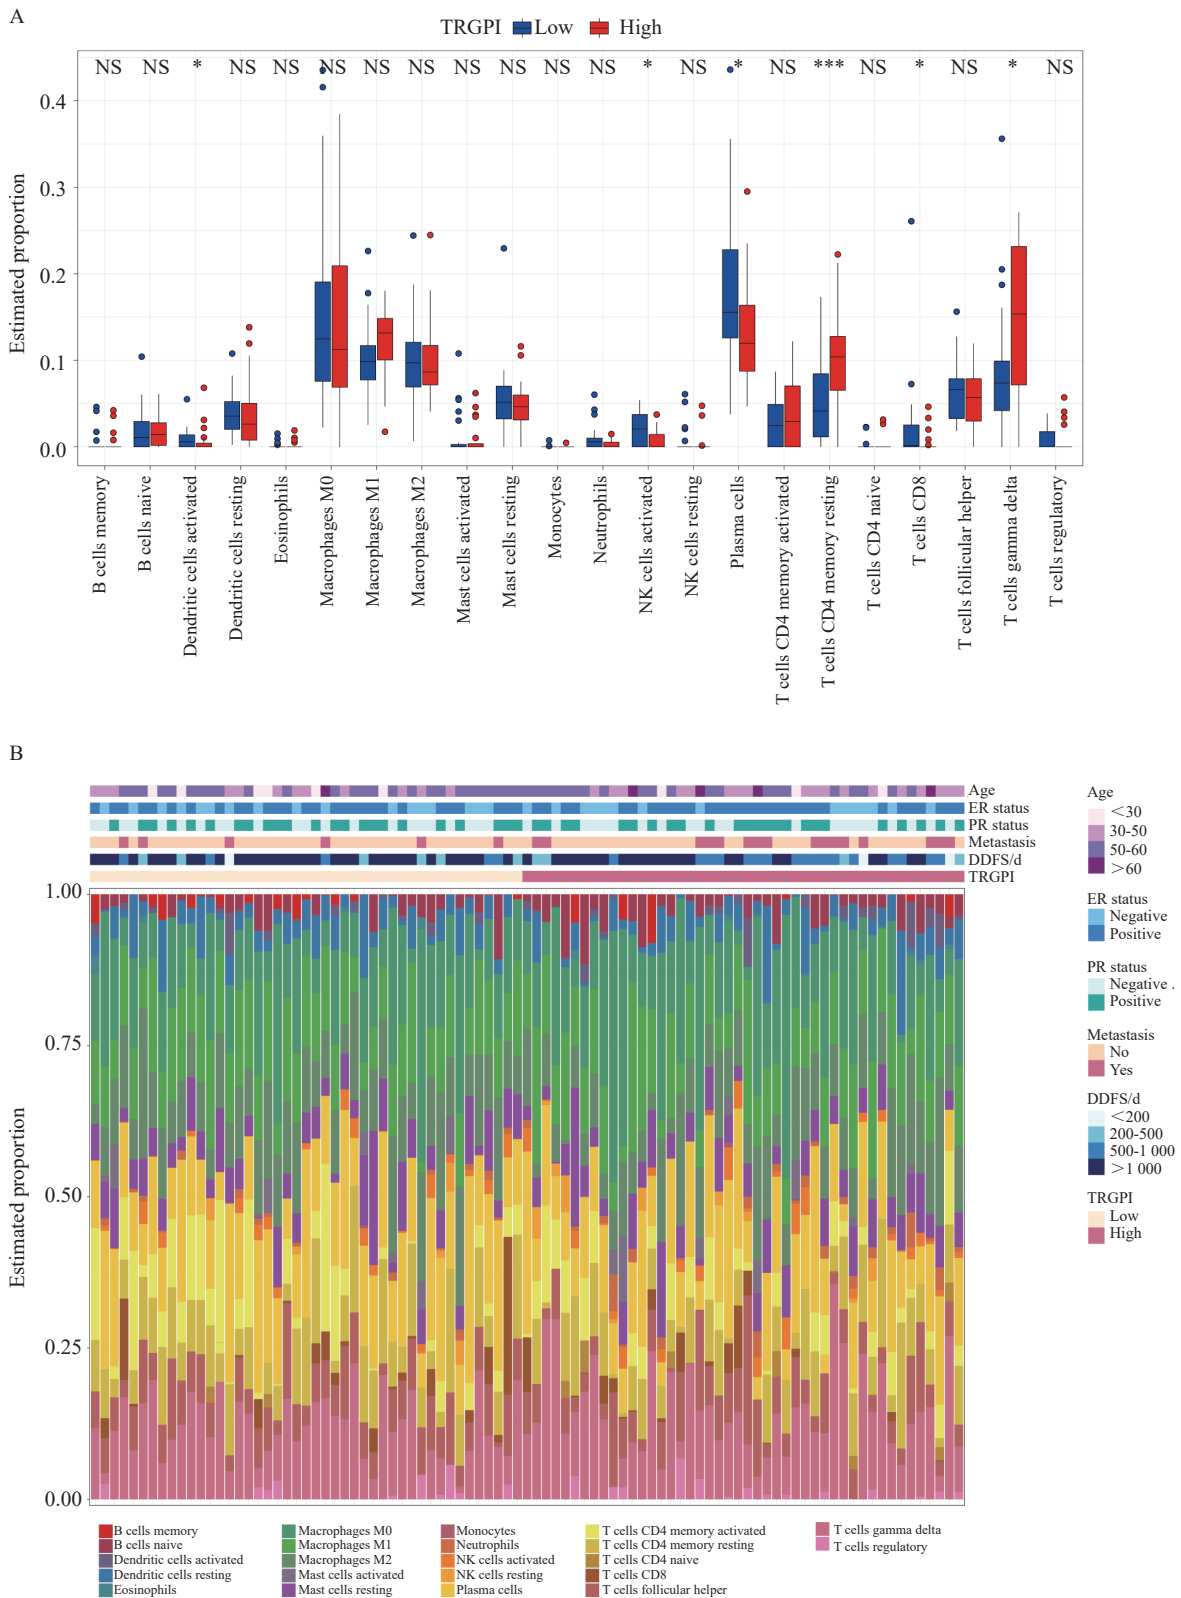 A
TRGPI Low High
NS NS * NS NS NS NS NS NS NS NS NS * NS * NS *** NS * NS * NS
Estimated proportion
0.4
0.3
0.2
0.1
0.0
B cells memory
B cells naive
Dendritic cells activated
Dendritic cells resting
Eosinophils
Macrophages M0
Macrophages M1
Macrophages M2
Mast cells activated
Mast cells resting
Monocytes
Neutrophils
NK cells activated
NK cells resting
Plasma cells
T cells CD4 memory activated
T cells CD4 memory resting
T cells CD4 naive
T cells CD8
T cells follicular helper
T cells gamma delta
T cells regulatory
B
Age
ER status
PR status
Metastasis
DDFS/d
TRGPI
Estimated proportion
1.00
0.75
0.50
0.25
0.00
Age
<30
30-50
50-60
>60
ER status
Negative
Positive
PR status
Negative .
Positive
Metastasis
No
Yes
DDFS/d
<200
200-500
500-1 000
>1 000
TRGPI
Low
High
B cells memory
B cells naive
Dendritic cells activated
Dendritic cells resting
Eosinophils
Macrophages M0
Macrophages M1
Macrophages M2
Mast cells activated
Mast cells resting
Monocytes
Neutrophils
NK cells activated
NK cells resting
Plasma cells
T cells CD4 memory activated
T cells CD4 memory resting
T cells CD4 naive
T cells CD8
T cells follicular helper
T cells gamma delta
T cells regulatory